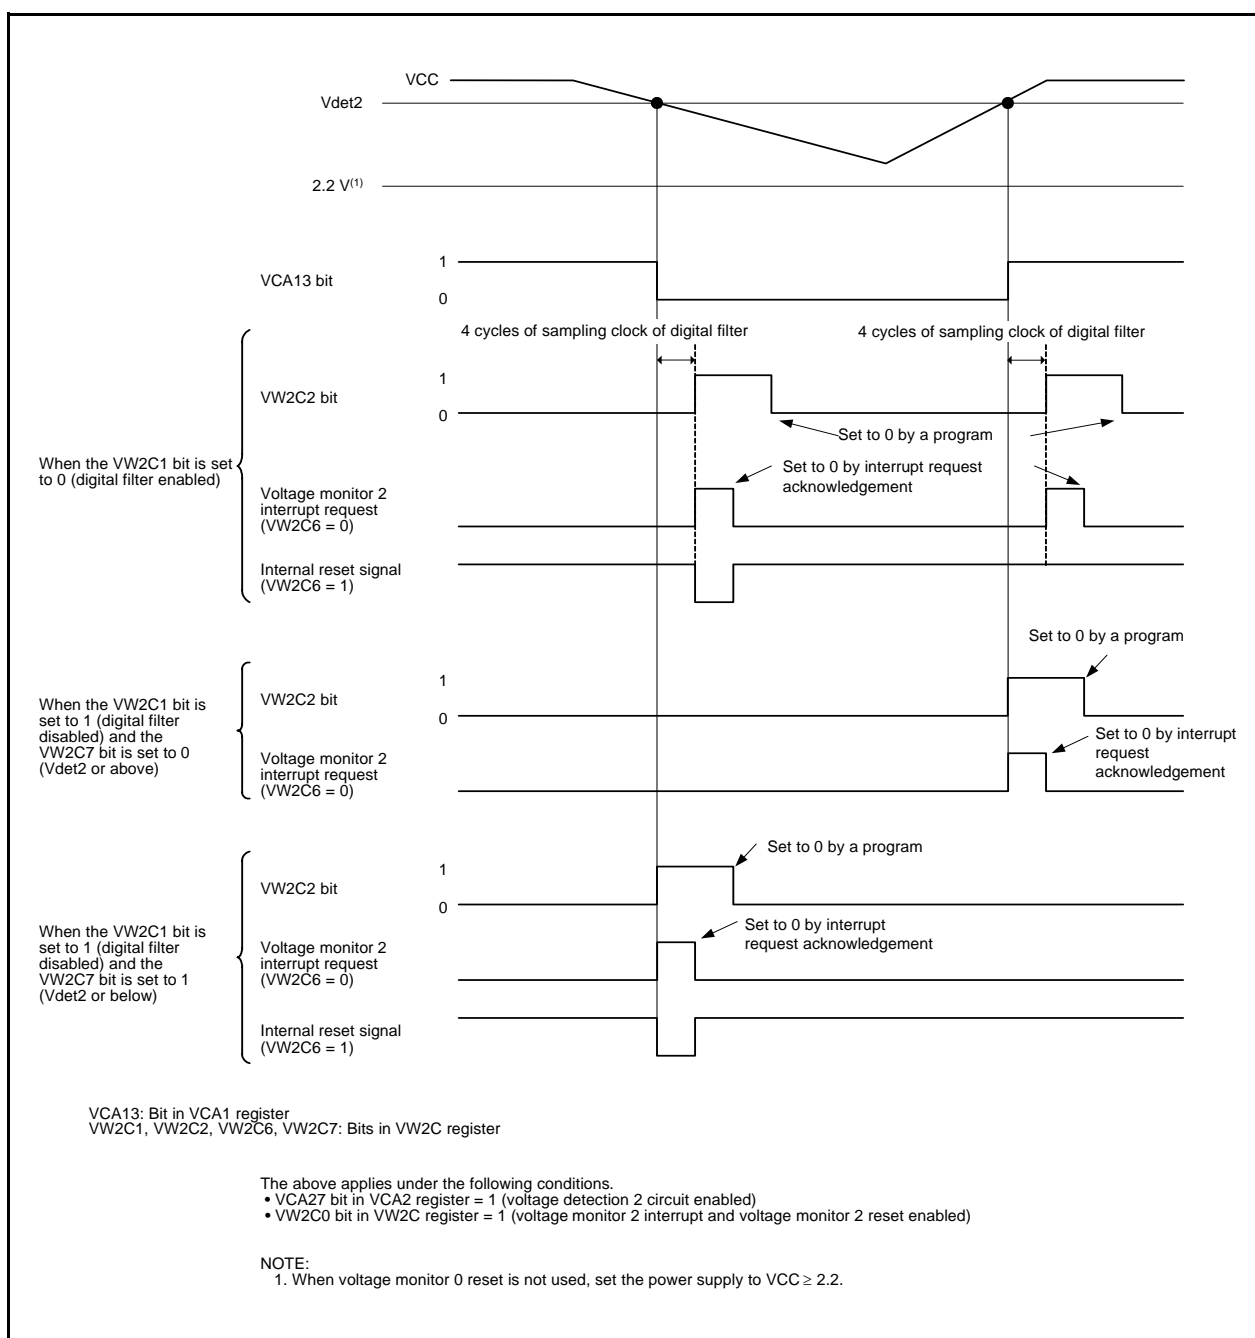 VCC
Vdet2
2.2 V(1)
VCA13 bit
1
0
4 cycles of sampling clock of digital filter
4 cycles of sampling clock of digital filter
When the VW2C1 bit is set
to 0 (digital filter enabled)
VW2C2 bit
1
0
Set to 0 by a program
Set to 0 by interrupt request
acknowledgement
Voltage monitor 2
interrupt request
(VW2C6 = 0)
Internal reset signal
(VW2C6 = 1)
When the VW2C1 bit is
set to 1 (digital filter
disabled) and the
VW2C7 bit is set to 0
(Vdet2 or above)
VW2C2 bit
1
0
Set to 0 by a program
Voltage monitor 2
interrupt request
(VW2C6 = 0)
Set to 0 by interrupt
request
acknowledgement
When the VW2C1 bit is
set to 1 (digital filter
disabled) and the
VW2C7 bit is set to 1
(Vdet2 or below)
VW2C2 bit
1
0
Set to 0 by a program
Voltage monitor 2
interrupt request
(VW2C6 = 0)
Set to 0 by interrupt
request acknowledgement
Internal reset signal
(VW2C6 = 1)
VCA13: Bit in VCA1 register
VW2C1, VW2C2, VW2C6, VW2C7: Bits in VW2C register
The above applies under the following conditions.
• VCA27 bit in VCA2 register = 1 (voltage detection 2 circuit enabled)
• VW2C0 bit in VW2C register = 1 (voltage monitor 2 interrupt and voltage monitor 2 reset enabled)
NOTE:
1. When voltage monitor 0 reset is not used, set the power supply to VCC ≥ 2.2.